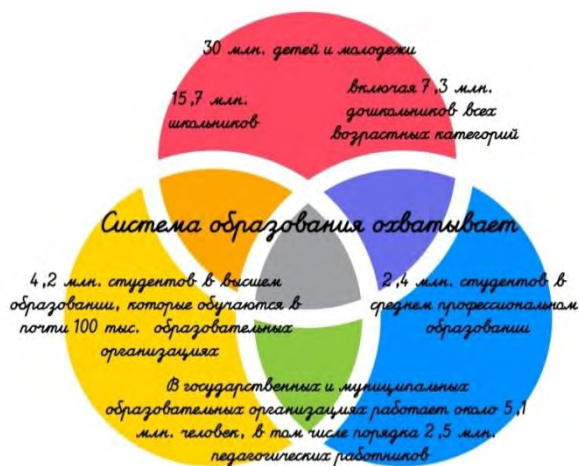 30 млн. детей и молодежи
15,7 млн.
школьников
включая 7,3 млн.
дошкольников всех
возрастных категорий
Система образования охватывает
4,2 млн. студентов в высшем
образовании, которые обучаются в
почти 100 тыс. образовательных
организациях
2,4 млн. студентов в
среднем профессиональном
образовании
В государственных и муниципальных
образовательных организациях работает около 5,1
млн. человек, в том числе порядка 2,5 млн.
педагогических работников